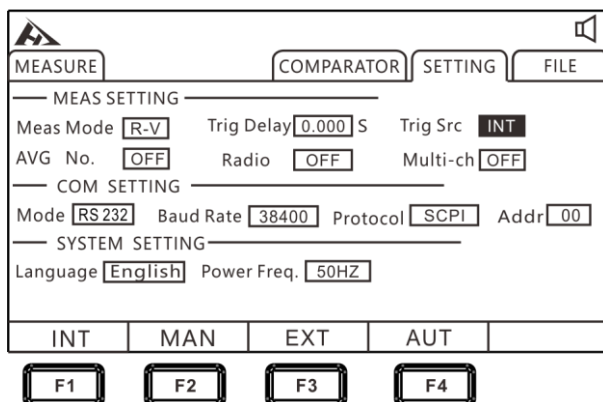 MEASURE COMPARATOR SETTING FILE
MEAS SETTING
Meas Mode R-V Trig Delay 0.000 S Trig Src INT
AVG No. OFF Radio OFF Multi-ch OFF
COM SETTING
Mode RS232 Baud Rate 38400 Protocol SCPI Addr 00
SYSTEM SETTING
Language English Power Freq. 50HZ
INT MAN EXT AUT
F1 F2 F3 F4